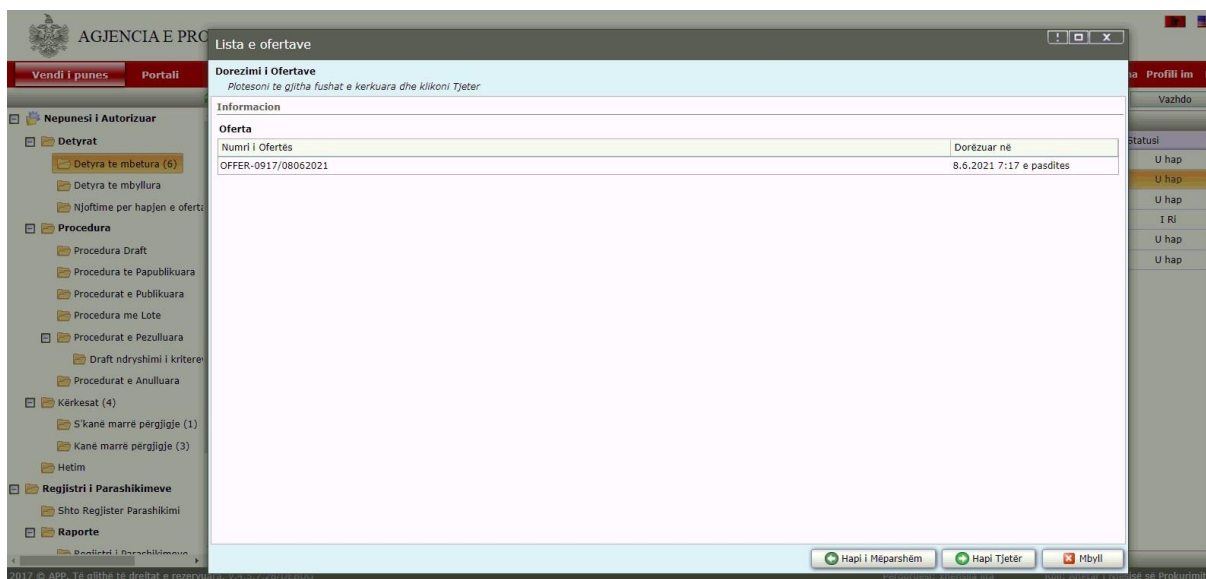 AGJENCIA E PRO
Lista e ofertave
Vendi i punes
Portali
Profili im
Dorezimi i Ofertave
Plotesoni te gjitha fushat e kerkuara dhe klikoni Tjeter
Vazhdo
Informacion
Nepunesi i Autorizuar
Oferta
Detyrat
Numri i Ofertës
Dorëzuar në
Statusi
Detyra te mbetura (6)
OFFER-0917/08062021
8.6.2021 7:17 e pasdites
U hap
Detyra te mbyllura
U hap
Njoftime per hapjen e oferta
U hap
Procedura
I Ri
Procedura Draft
U hap
Procedura te Papublikuara
U hap
Procedurat e Publikuara
Procedura me Lote
Procedurat e Pezulluara
Draft ndryshimi i kritere
Procedurat e Anulluara
Kërkesat (4)
S'kanë marrë përgjigje (1)
Kanë marrë përgjigje (3)
Hetim
Regjistri i Parashikimeve
Shto Regjister Parashikimi
Raporte
Regjistri i Parashikimeve
Hapi i Mëparshëm
Hapi Tjetër
Mbyll
2017 © APP. Të gjithë të drejtat e rezervuara.